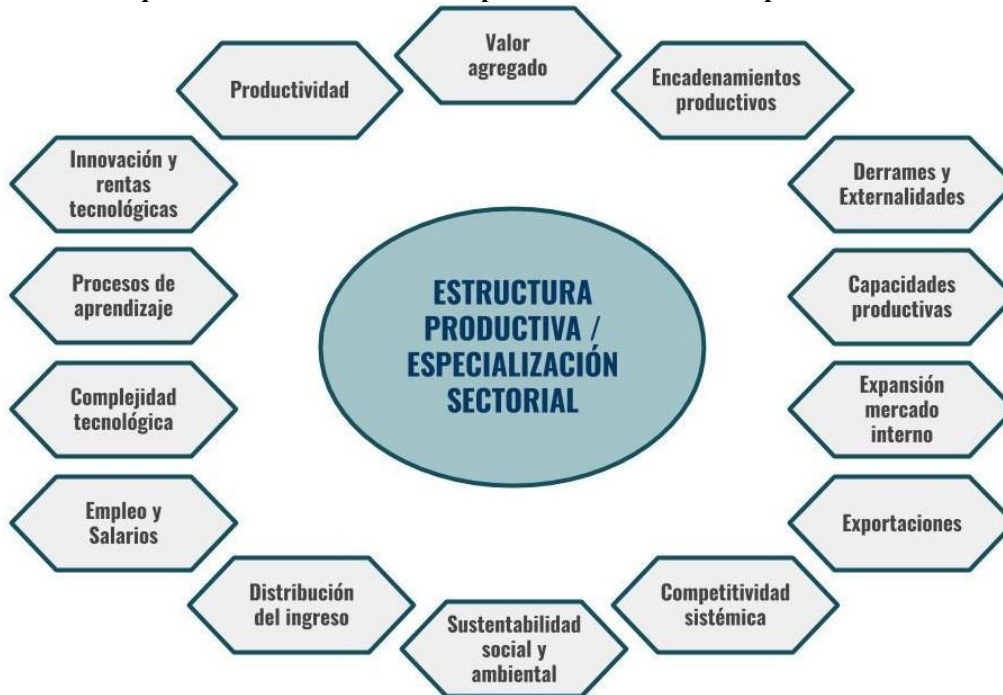 Valor
agregado
Encadenamientos
productivos
Derrames y
Externalidades
Capacidades
productivas
Expansión
mercado
interno
Exportaciones
Competitividad
sistémica
Sustentabilidad
social y
ambiental
Distribución
del ingreso
Empleo y
Salarios
Complejidad
tecnológica
Procesos de
aprendizaje
Innovación y
rentas
tecnológicas
Productividad
ESTRUCTURA
PRODUCTIVA /
ESPECIALIZACIÓN
SECTORIAL